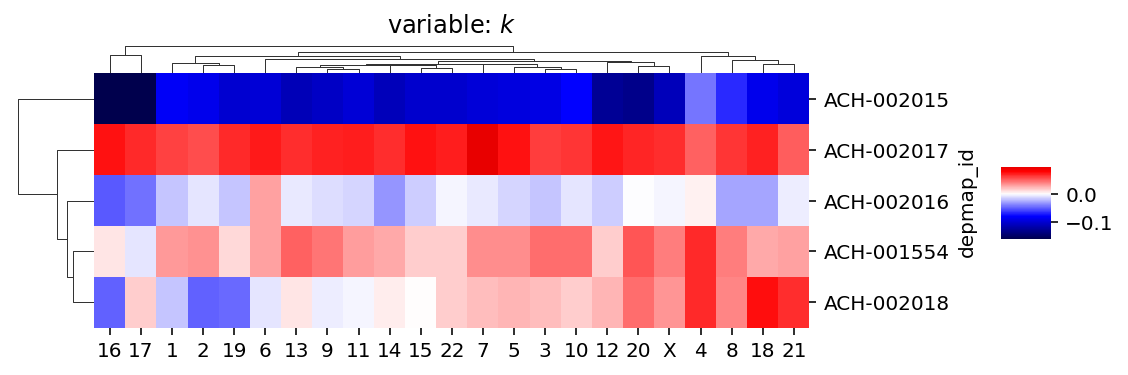 variable: k
ACH-002015
ACH-002017
ACH-002016
ACH-001554
ACH-002018
depmap_id
0.0
−0.1
16 17 1 2 19 6 13 9 11 14 15 22 7 5 3 10 12 20 X 4 8 18 21